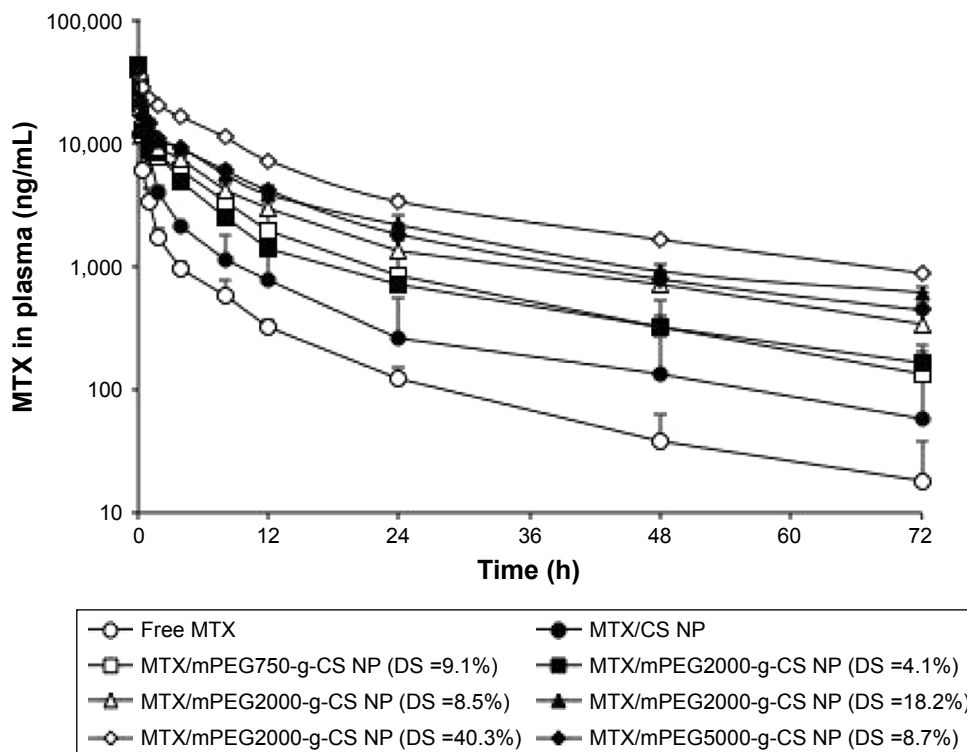 100,000
10,000
1,000
100
10
MTX in plasma (ng/mL)
0 12 24 36 48 60 72
Time (h)
Free MTX MTX/CS NP
MTX/mPEG750-g-CS NP (DS =9.1%) MTX/mPEG2000-g-CS NP (DS =4.1%)
MTX/mPEG2000-g-CS NP (DS =8.5%) MTX/mPEG2000-g-CS NP (DS =18.2%)
MTX/mPEG2000-g-CS NP (DS =40.3%) MTX/mPEG5000-g-CS NP (DS =8.7%)